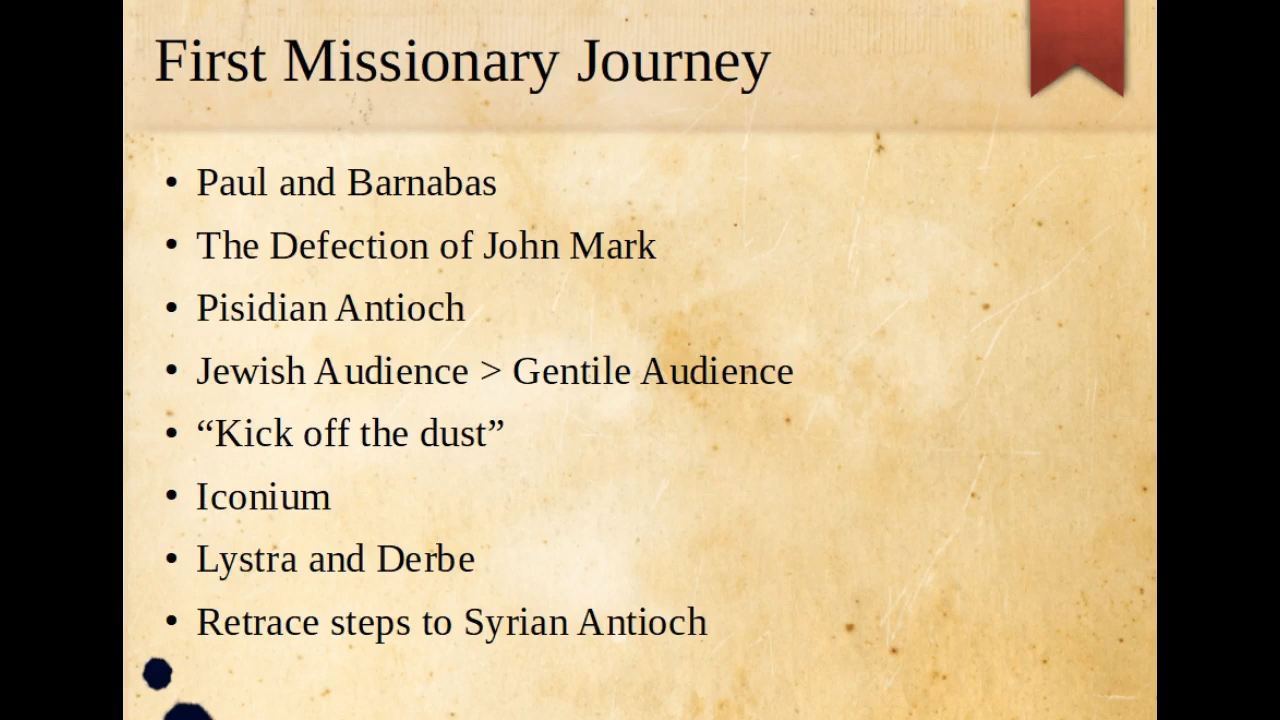 First Missionary Journey
• Paul and Barnabas
• The Defection of John Mark
• Pisidian Antioch
• Jewish Audience > Gentile Audience
• “Kick off the dust”
• Iconium
• Lystra and Derbe
• Retrace steps to Syrian Antioch